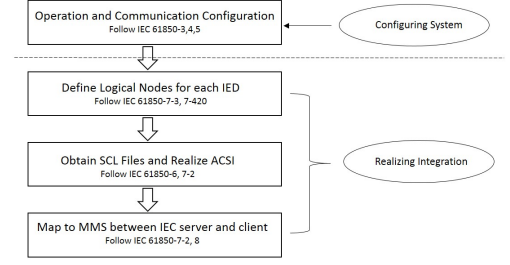 Operation and Communication Configuration
Follow IEC 61850-3,4,5
Configuring System
Define Logical Nodes for each IED
Follow IEC 61850-7-3, 7-420
Obtain SCL Files and Realize ACSI
Follow IEC 61850-6, 7-2
Realizing Integration
Map to MMS between IEC server and client
Follow IEC 61850-7-2, 8